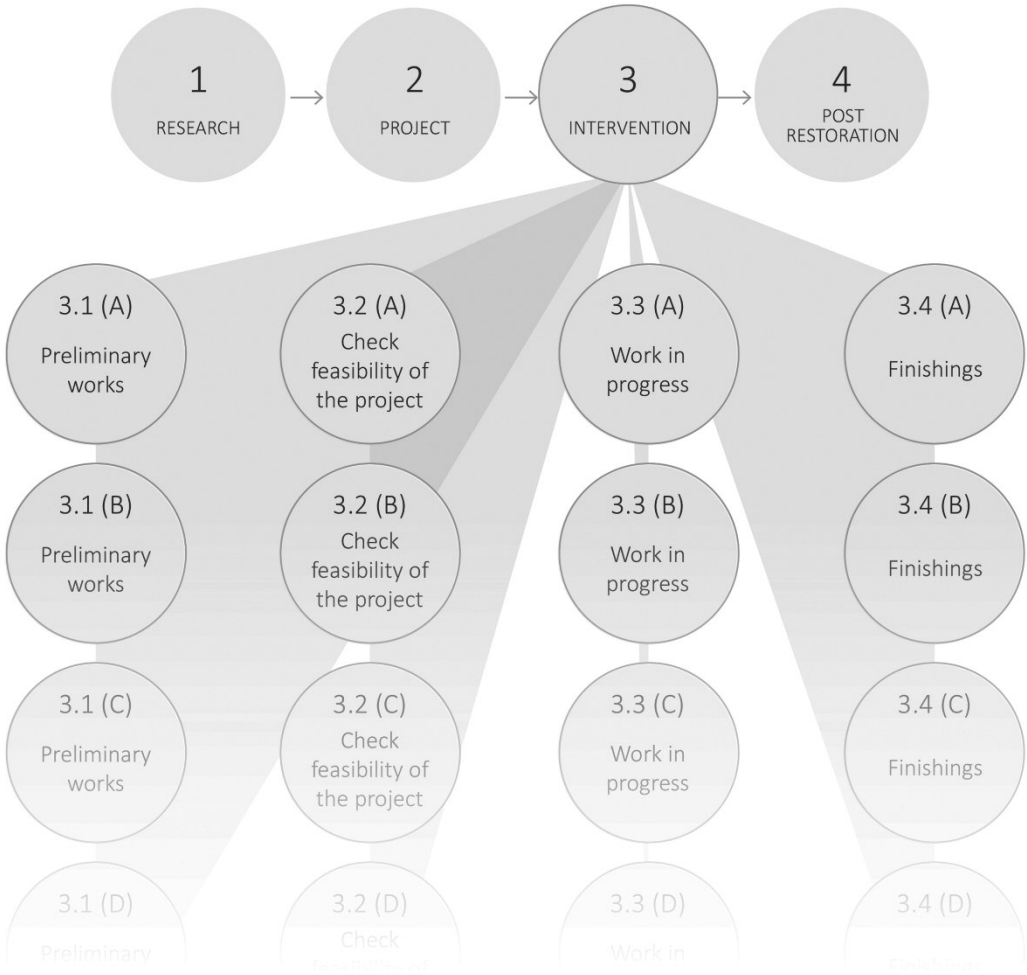 1
RESEARCH
2
PROJECT
3
INTERVENTION
4
POST
RESTORATION
3.1 (A)
Preliminary
works
3.2 (A)
Check
feasibility of
the project
3.3 (A)
Work in
progress
3.4 (A)
Finishings
3.1 (B)
Preliminary
works
3.2 (B)
Check
feasibility of
the project
3.3 (B)
Work in
progress
3.4 (B)
Finishings
3.1 (C)
Preliminary
works
3.2 (C)
Check
feasibility of
the project
3.3 (C)
Work in
progress
3.4 (C)
Finishings
3.1 (D)
Preliminary
3.2 (D)
Check
feasibility of
3.3 (D)
Work in
3.4 (D)
Finishings